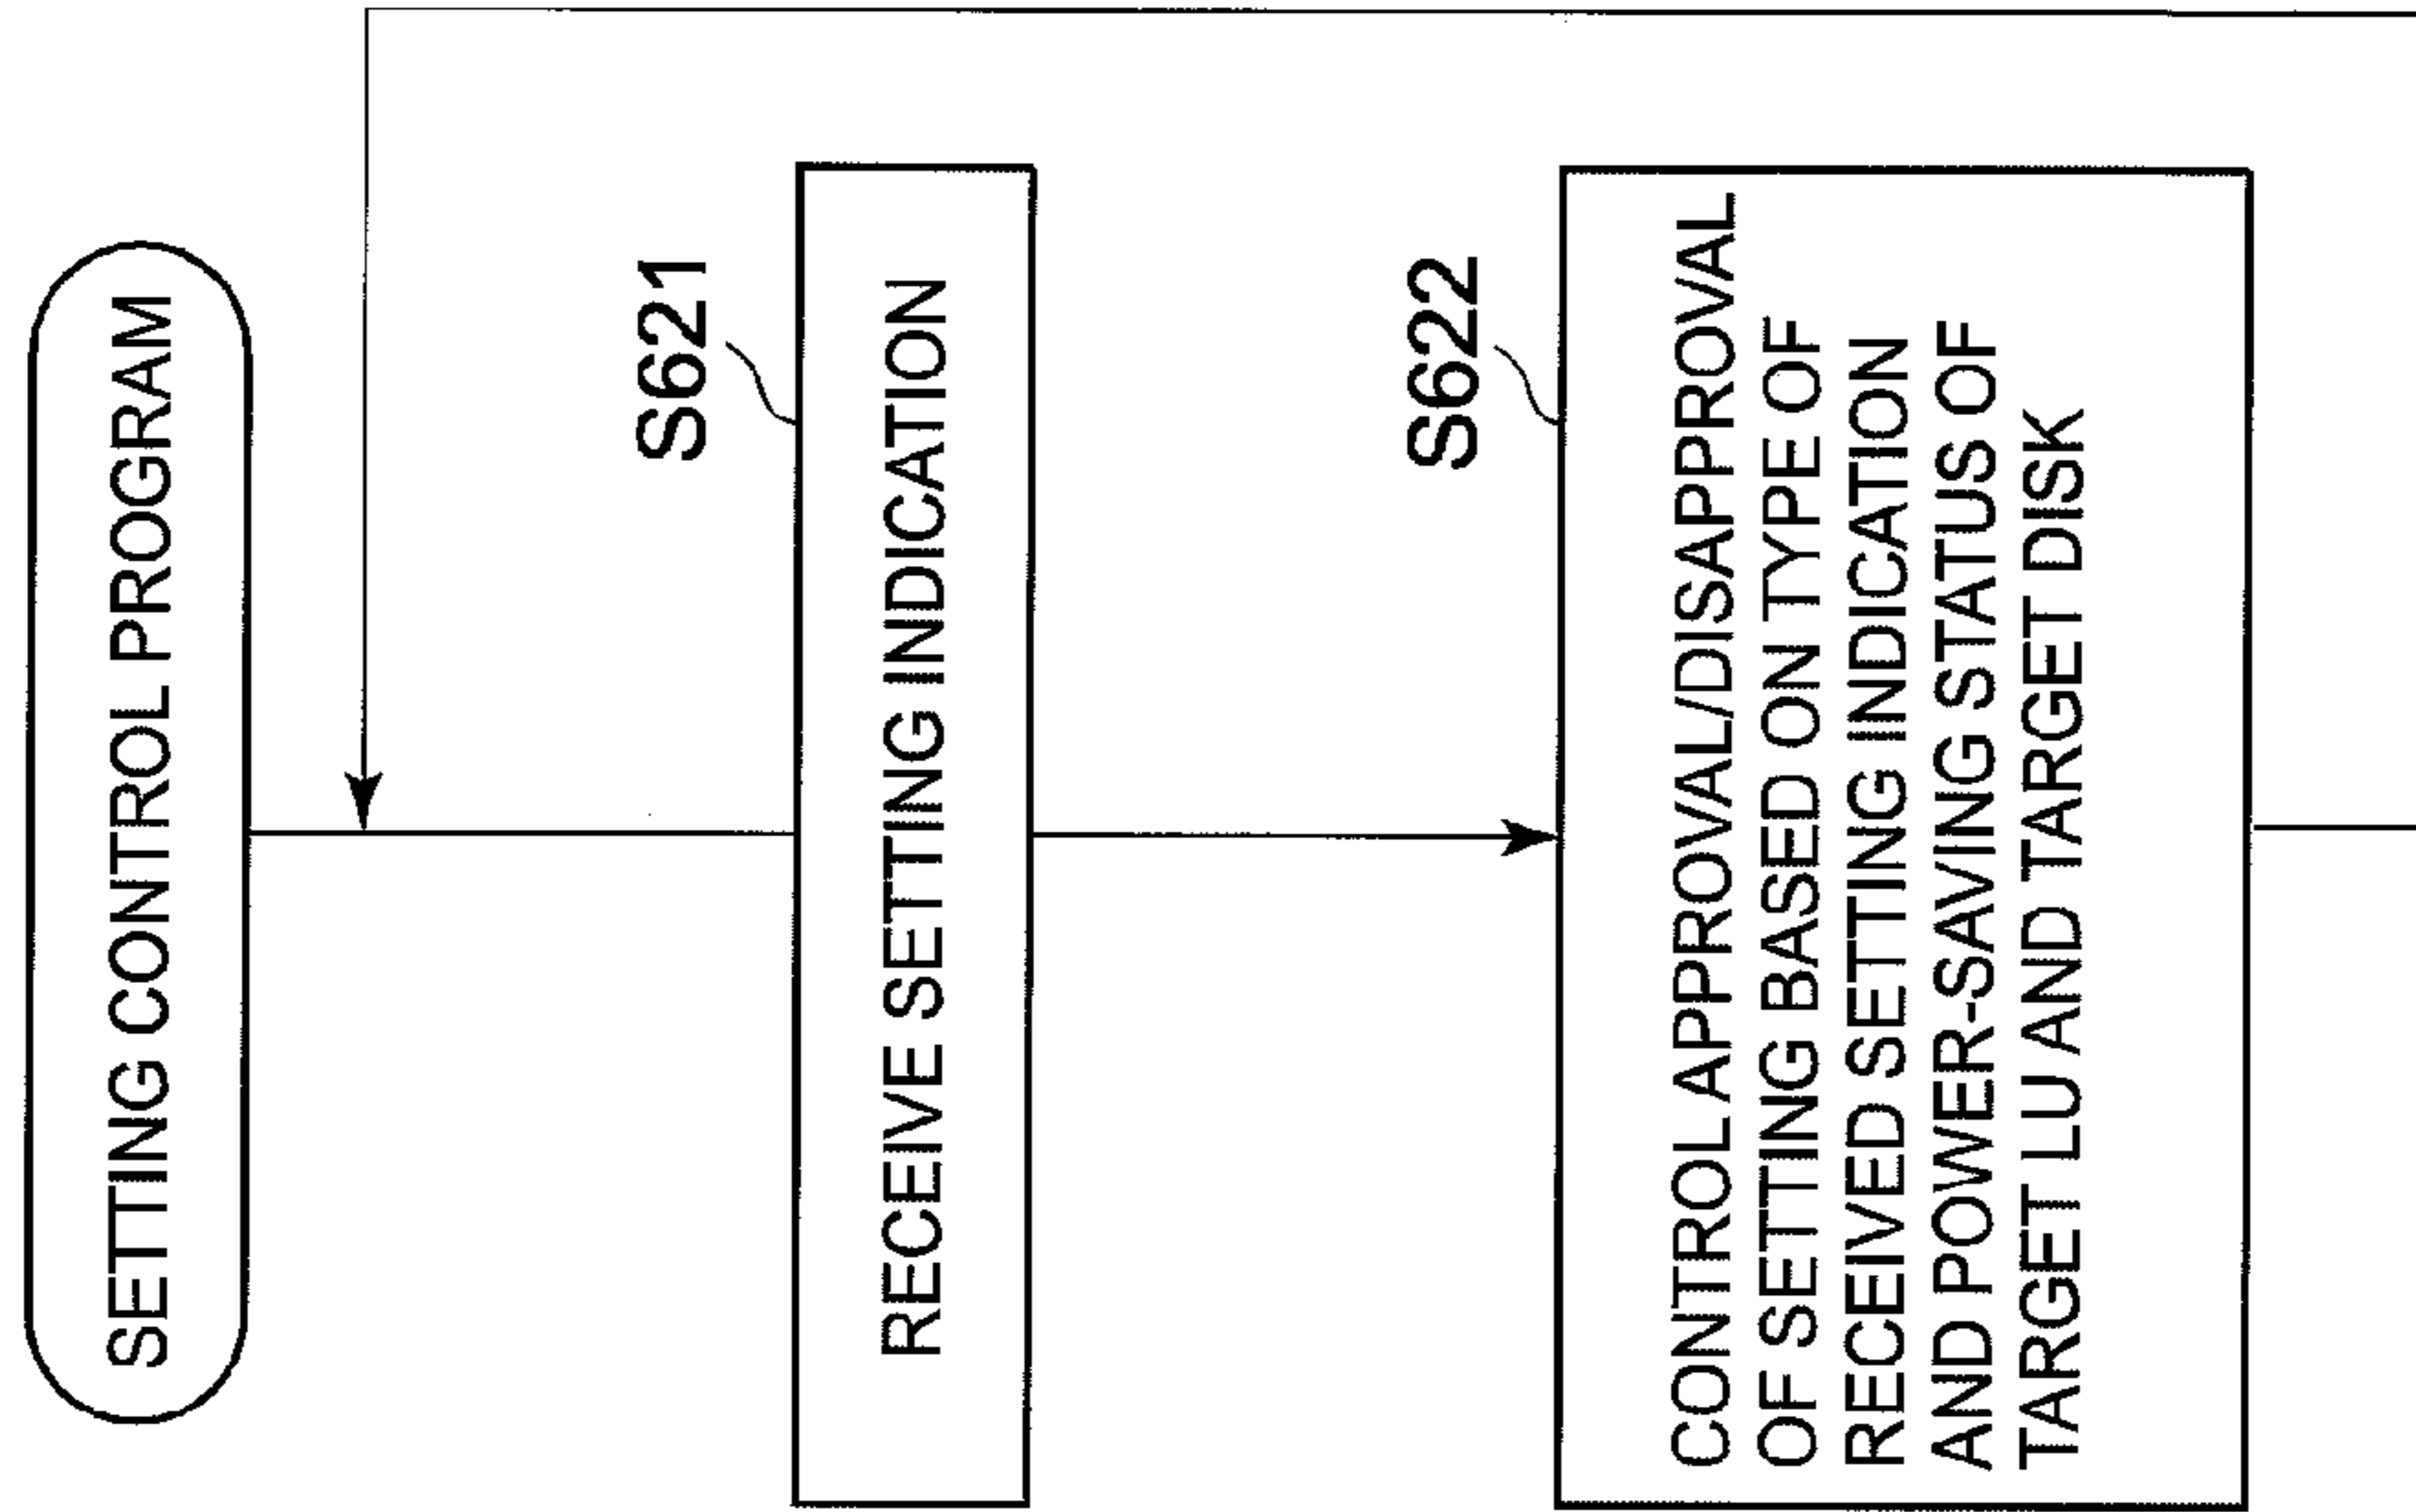 SETTING CONTROL PROGRAM
S621
RECEIVE SETTING INDICATION
S622
CONTROL APPROVAL/DISAPPROVAL
OF SETTING BASED ON TYPE OF
RECEIVED SETTING INDICATION
AND POWER-SAVING STATUS OF
TARGET LU AND TARGET DISK